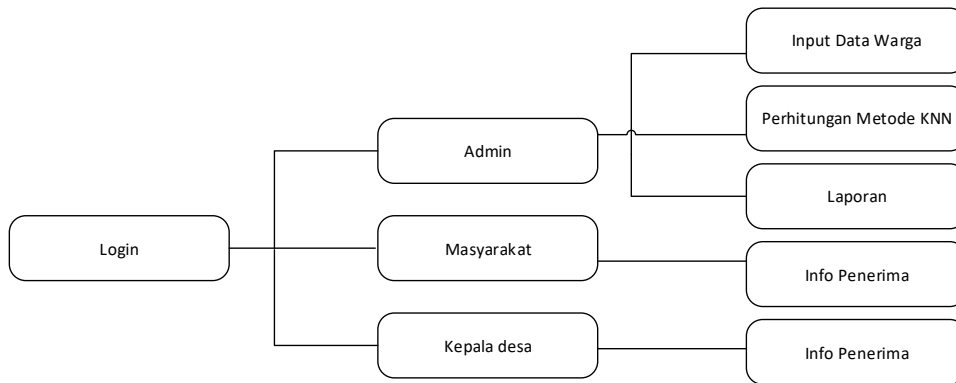 Input Data Warga
Perhitungan Metode KNN
Admin
Laporan
Login
Masyarakat
Info Penerima
Kepala desa
Info Penerima